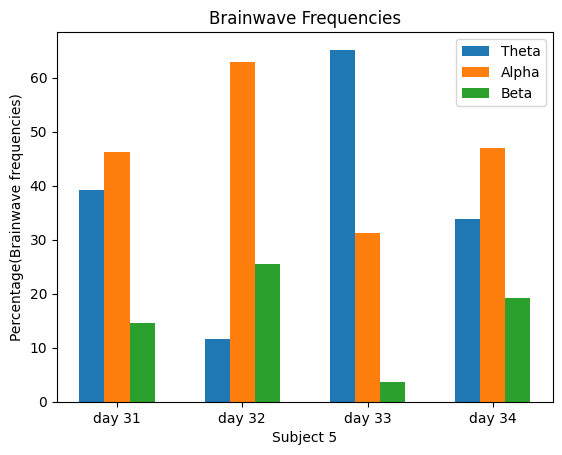 Brainwave Frequencies
Theta
Alpha
Beta
Percentage(Brainwave frequencies)
60
50
40
30
20
10
0
day 31 day 32 day 33 day 34
Subject 5